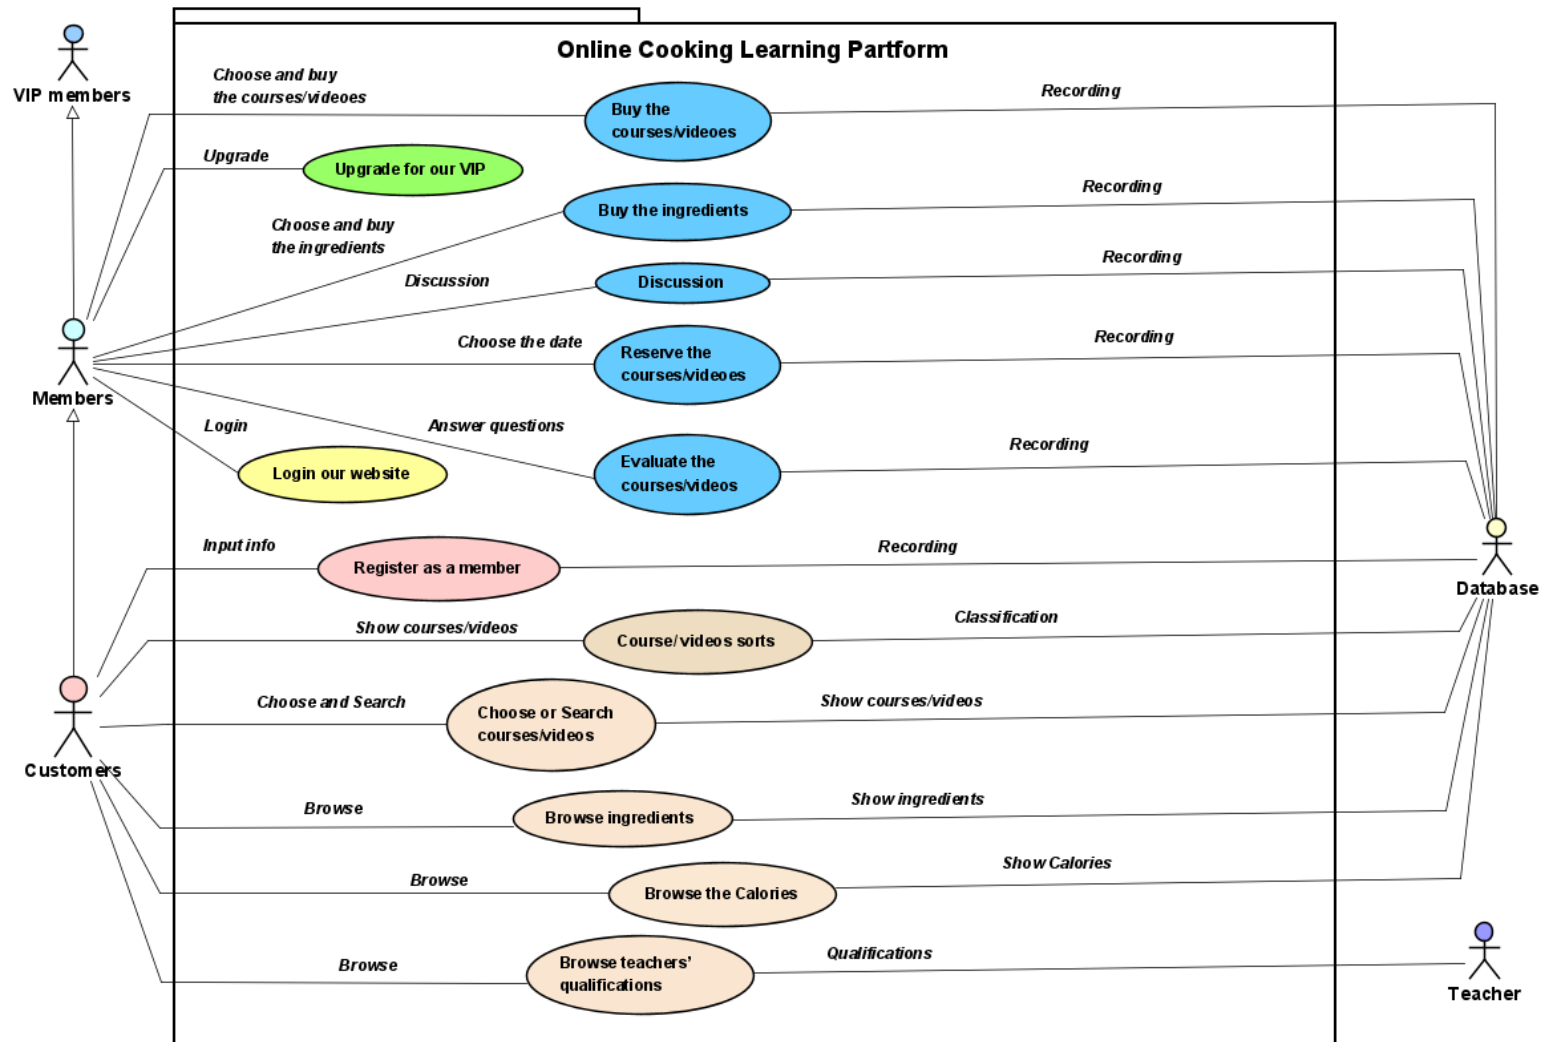 Online Cooking Learning Partform
VIP members
Choose and buy
the courses/videoes
Buy the
courses/videoes
Recording
Upgrade
Upgrade for our VIP
Choose and buy
the ingredients
Buy the ingredients
Recording
Discussion
Discussion
Recording
Members
Choose the date
Reserve the
courses/videoes
Recording
Login
Login our website
Answer questions
Evaluate the
courses/videos
Recording
Input info
Register as a member
Recording
Database
Show courses/videos
Course/ videos sorts
Classification
Customers
Choose and Search
Choose or Search
courses/videos
Show courses/videos
Browse
Browse ingredients
Show ingredients
Browse
Browse the Calories
Show Calories
Browse
Browse teachers’
qualifications
Qualifications
Teacher